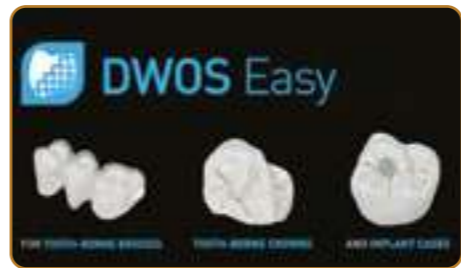 DWOS Easy
FOR TOOTH-BORNE BRIDGES
TOOTH-BORNE CROWNS
AND IMPLANT CASES